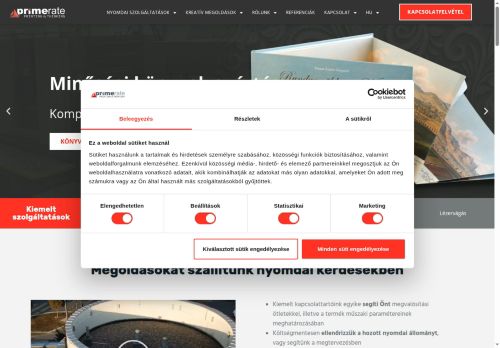 primerate
PRINTING & THINKING
NYOMDAI SZOLGÁLTATÁSOK
KREATÍV MEGOLDÁSOK
RÓLUNK
REFERENCIÁK
KAPCSOLAT
HU
KAPCSOLATFELVÉTEL
primerate
Cookiebot
by Usercentrics
Beleegyezés
Részletek
A sütikről
Ez a weboldal sütiket használ
Sütiket használunk a tartalmak és hirdetések személyre szabásához, közösségi funkciók biztosításához, valamint
weboldalforgalmunk elemzéséhez. Ezenkívül közösségi média-, hirdető- és elemező partnereinkkel megosztjuk az Ön
weboldalhasználatra vonatkozó adatait, akik kombinálhatják az adatokat más olyan adatokkal, amelyeket Ön adott meg
számukra vagy az Ön által használt más szolgáltatásokból gyűjtöttek.
Elengedhetetlen
Beállítások
Statisztikai
Marketing
Kiválasztott sütik engedélyezése
Minden süti engedélyezése
Kiemelt
szolgáltatások
Lézervágás
Megoldásokat szállítunk nyomdai kérdésekben
Kiemelt kapcsolattartóink egyike segíti Önt megvalósítási
ötletekkel, illetve a termék műszaki paramétereinek
meghatározásában
Költségmentesen ellenőrizzük a hozott nyomdai állományt,
vagy segítünk a megtervezésben